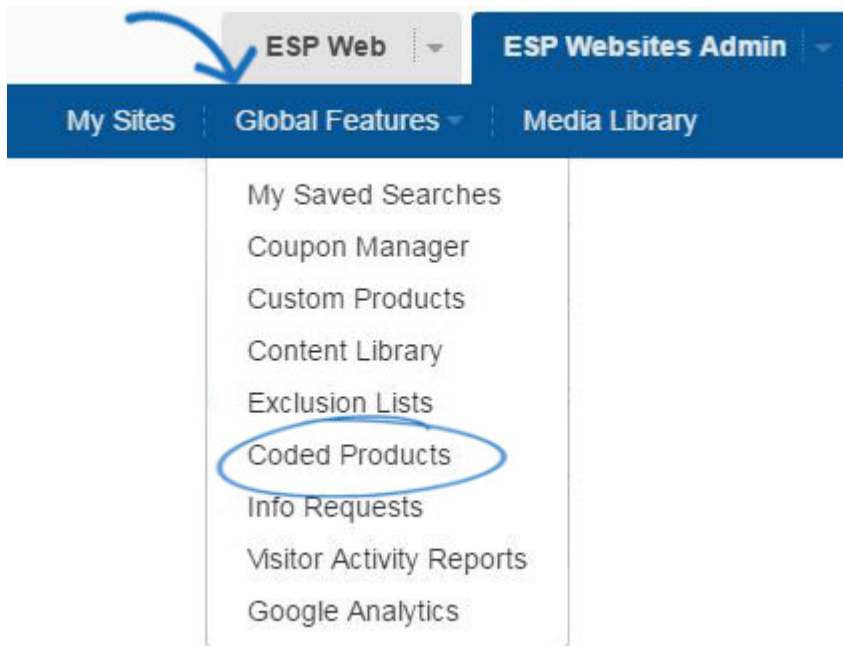 ESP Web ESP Websites Admin
My Sites Global Features Media Library
My Saved Searches
Coupon Manager
Custom Products
Content Library
Exclusion Lists
Coded Products
Info Requests
Visitor Activity Reports
Google Analytics